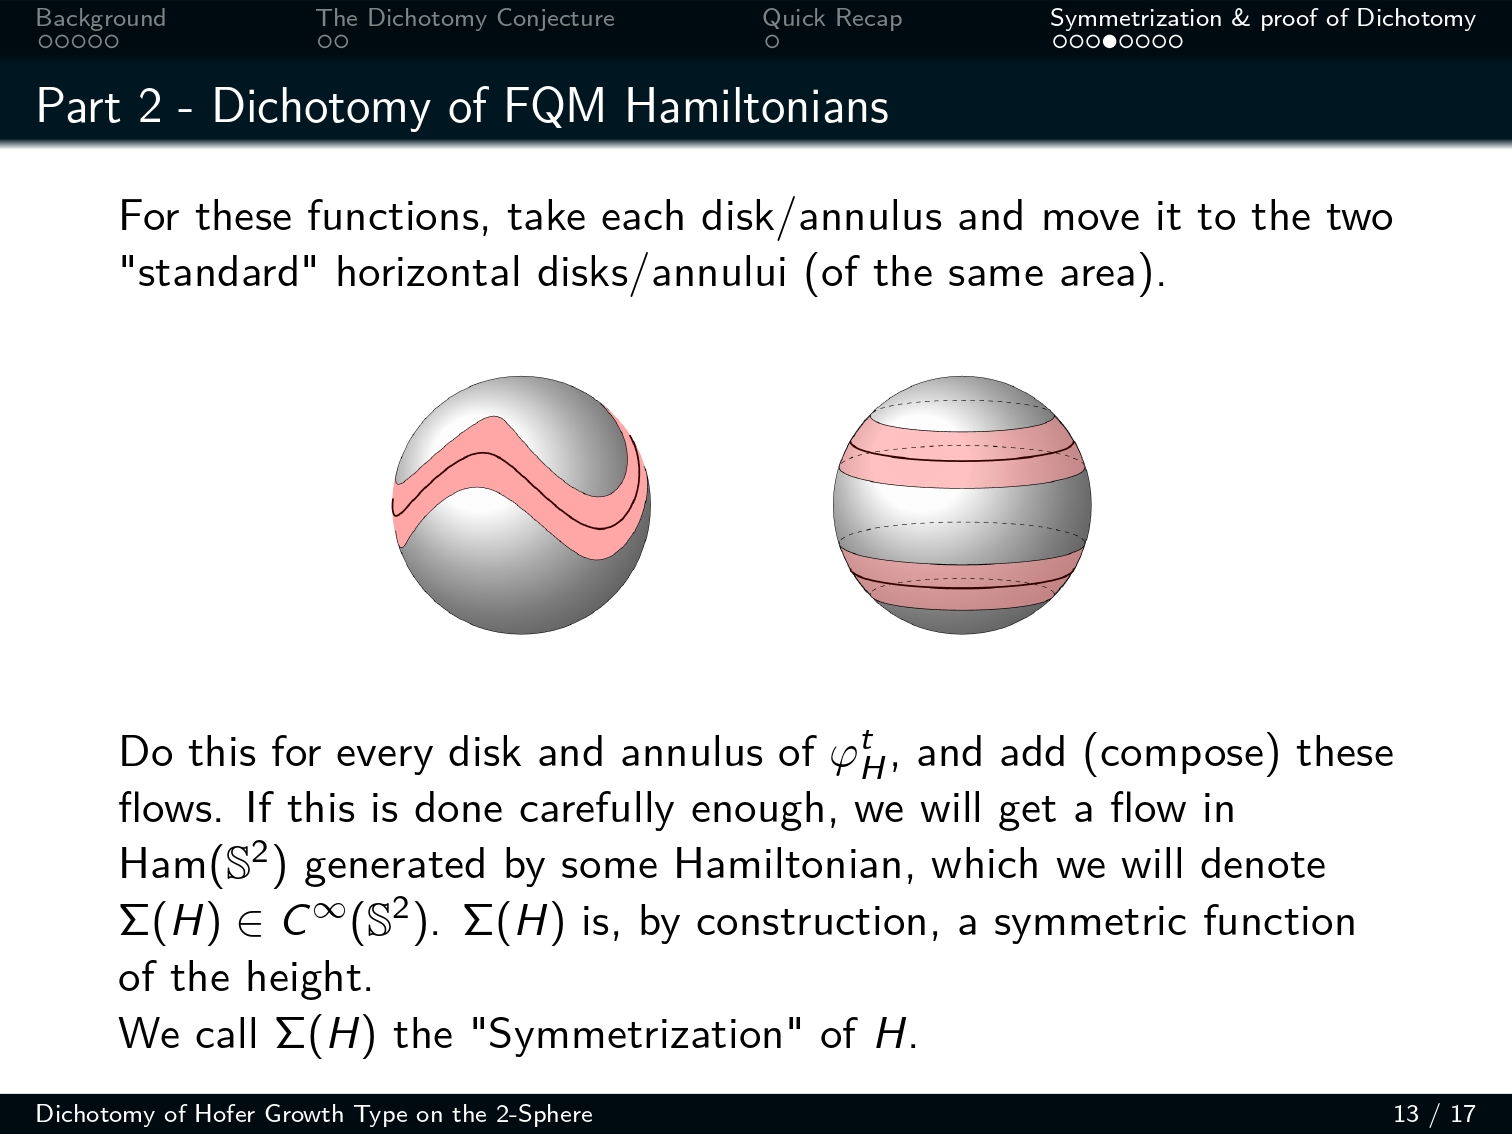 Background The Dichotomy Conjecture Quick Recap Symmetrization & proof of Dichotomy
Part 2 - Dichotomy of FQM Hamiltonians
For these functions, take each disk/annulus and move it to the two
"standard" horizontal disks/annului (of the same area).
Do this for every disk and annulus of φᵗ_H, and add (compose) these
flows. If this is done carefully enough, we will get a flow in
Ham(𝕊²) generated by some Hamiltonian, which we will denote
Σ(H) ∈ C^∞(𝕊²). Σ(H) is, by construction, a symmetric function
of the height.
We call Σ(H) the "Symmetrization" of H.
Dichotomy of Hofer Growth Type on the 2-Sphere 13 / 17